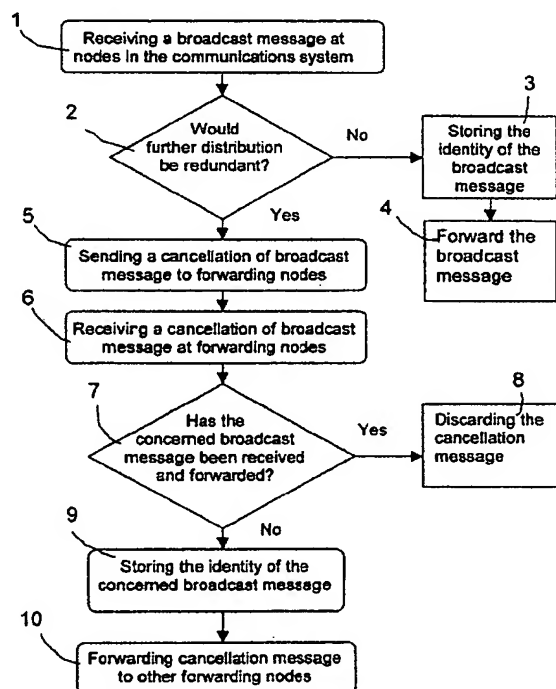 1
Receiving a broadcast message at
nodes in the communications system
2
Would
further distribution
be redundant?
No
3
Storing the
identity of the
broadcast
message
Yes
4
Forward the
broadcast
message
5
Sending a cancellation of broadcast
message to forwarding nodes
6
Receiving a cancellation of broadcast
message at forwarding nodes
7
Has the
concerned broadcast
message been received
and forwarded?
Yes
8
Discarding the
cancellation
message
No
9
Storing the identity of the
concerned broadcast message
10
Forwarding cancellation message
to other forwarding nodes